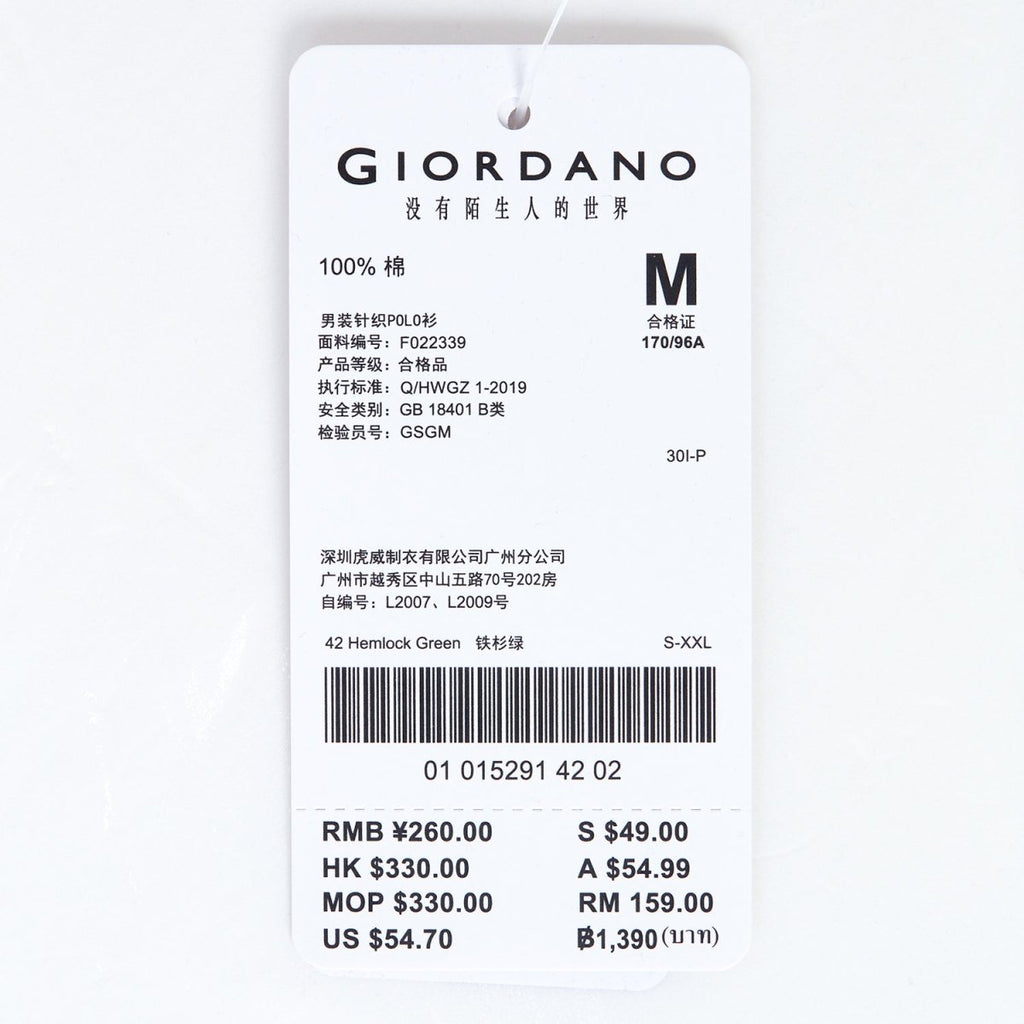 GIORDANO
没有陌生人的世界
100% 棉
M
合格证
170/96A
男装针织POLO衫
面料编号：F022339
产品等级：合格品
执行标准：Q/HWGZ 1-2019
安全类别：GB 18401 B类
检验员号：GSGM
30I-P
深圳虎威制衣有限公司广州分公司
广州市越秀区中山五路70号202房
自编号：L2007、L2009号
42 Hemlock Green 铁杉绿 S-XXL
01 015291 42 02
RMB ¥260.00 S $49.00
HK $330.00 A $54.99
MOP $330.00 RM 159.00
US $54.70 ฿1,390 (บาท)